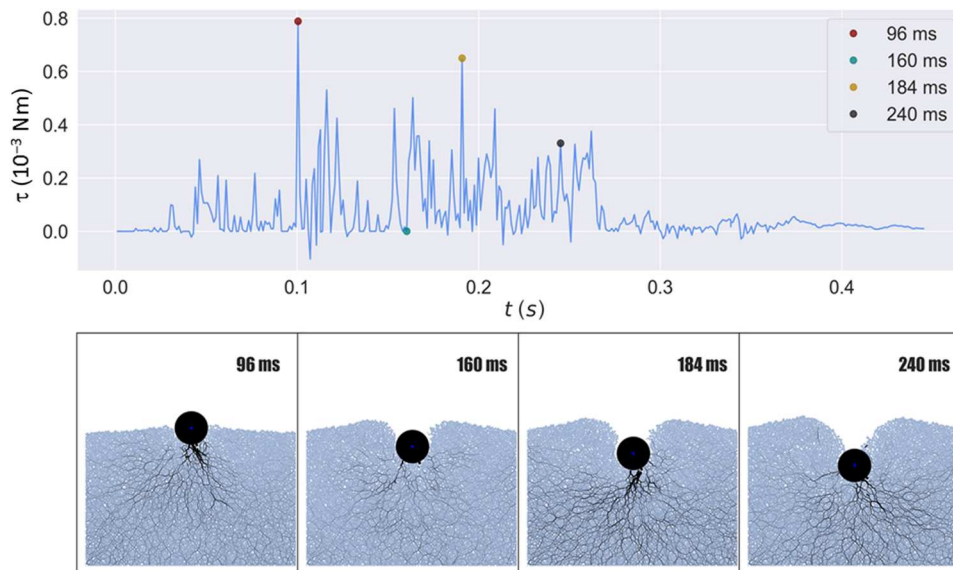 0.8
0.6
0.4
0.2
0.0
τ (10⁻³ Nm)
96 ms
160 ms
184 ms
240 ms
0.0 0.1 0.2 0.3 0.4
t (s)
96 ms 160 ms 184 ms 240 ms